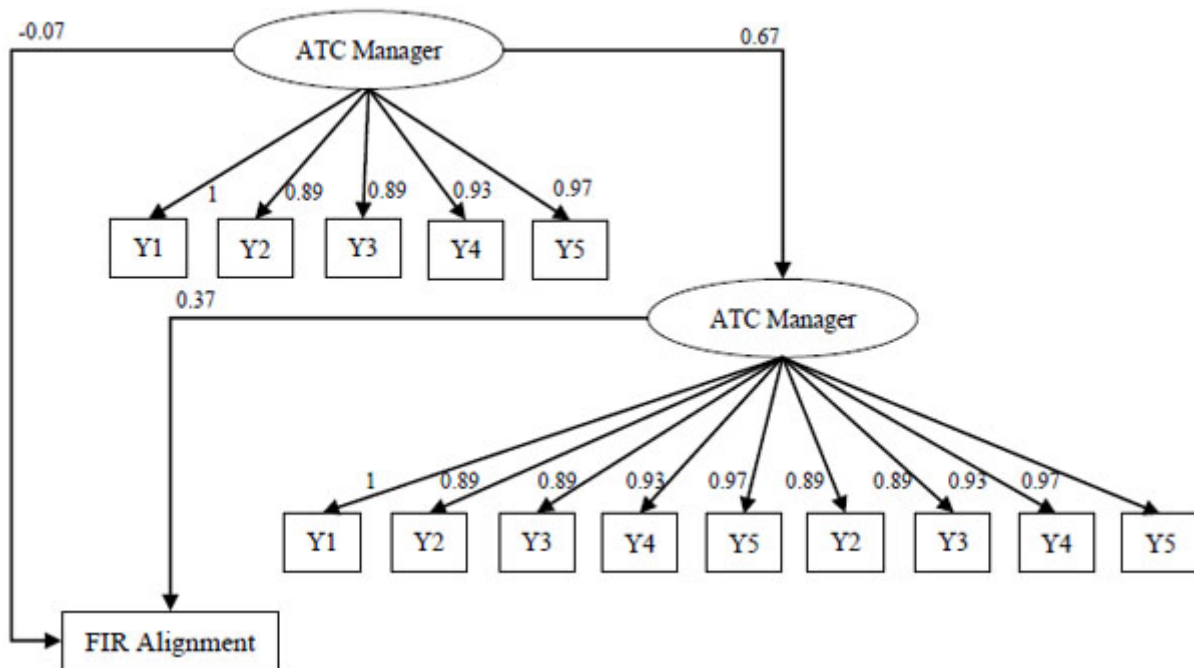 -0.07
ATC Manager
0.67
1
0.89
0.89
0.93
0.97
Y1
Y2
Y3
Y4
Y5
0.37
ATC Manager
1
0.89
0.89
0.93
0.97
0.89
0.89
0.93
0.97
Y1
Y2
Y3
Y4
Y5
Y2
Y3
Y4
Y5
FIR Alignment